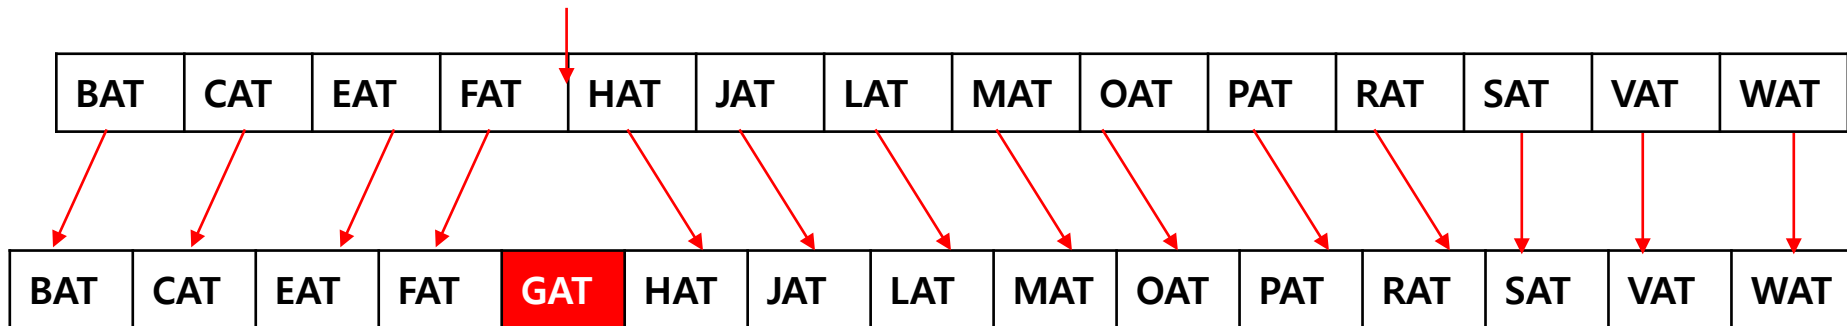 BAT CAT EAT FAT HAT JAT LAT MAT OAT PAT RAT SAT VAT WAT
BAT CAT EAT FAT GAT HAT JAT LAT MAT OAT PAT RAT SAT VAT WAT